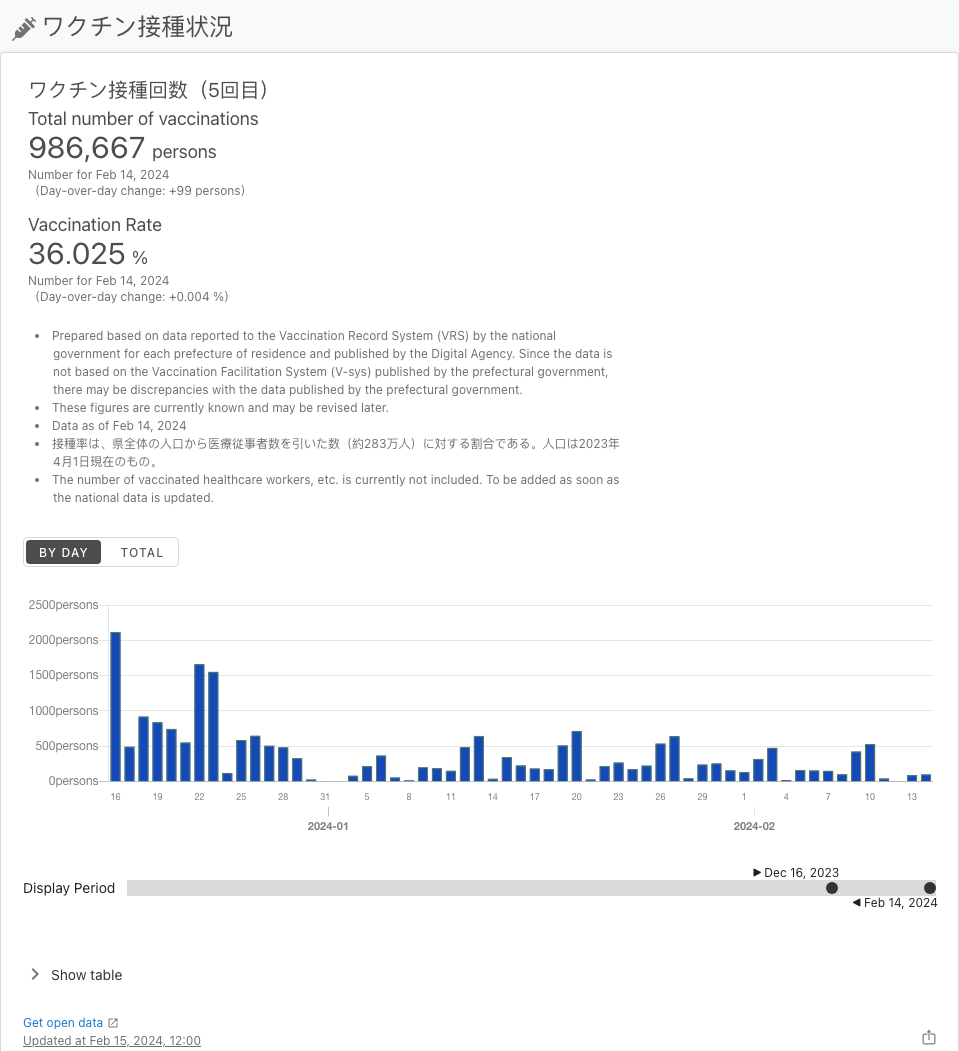 ワクチン接種状況
ワクチン接種回数（5回目）
Total number of vaccinations
986,667 persons
Number for Feb 14, 2024
（Day-over-day change: +99 persons）
Vaccination Rate
36.025 %
Number for Feb 14, 2024
（Day-over-day change: +0.004 %）
• Prepared based on data reported to the Vaccination Record System (VRS) by the national
government for each prefecture of residence and published by the Digital Agency. Since the data is
not based on the Vaccination Facilitation System (V-sys) published by the prefectural government,
there may be discrepancies with the data published by the prefectural government.
• These figures are currently known and may be revised later.
• Data as of Feb 14, 2024
• 接種率は、県全体の人口から医療従事者数を引いた数（約283万人）に対する割合である。人口は2023年
4月1日現在のもの。
• The number of vaccinated healthcare workers, etc. is currently not included. To be added as soon as
the national data is updated.
BY DAY TOTAL
2500persons
2000persons
1500persons
1000persons
500persons
0persons
16 19 22 25 28 31 5 8 11 14 17 20 23 26 29 1 4 7 10 13
2024-01 2024-02
Dec 16, 2023
Display Period
Feb 14, 2024
Show table
Get open data
Updated at Feb 15, 2024, 12:00